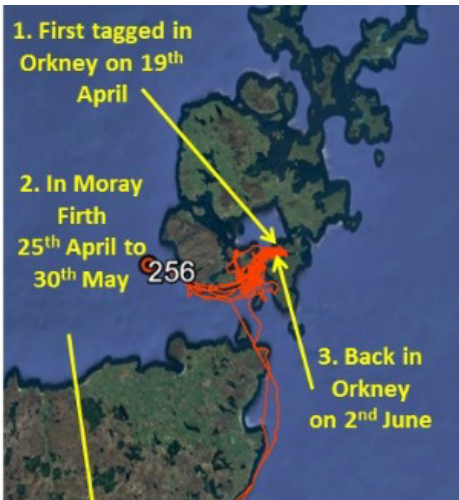 1. First tagged in
Orkney on 19th
April
2. In Moray
Firth
25th April to
30th May
256
3. Back in
Orkney
on 2nd June